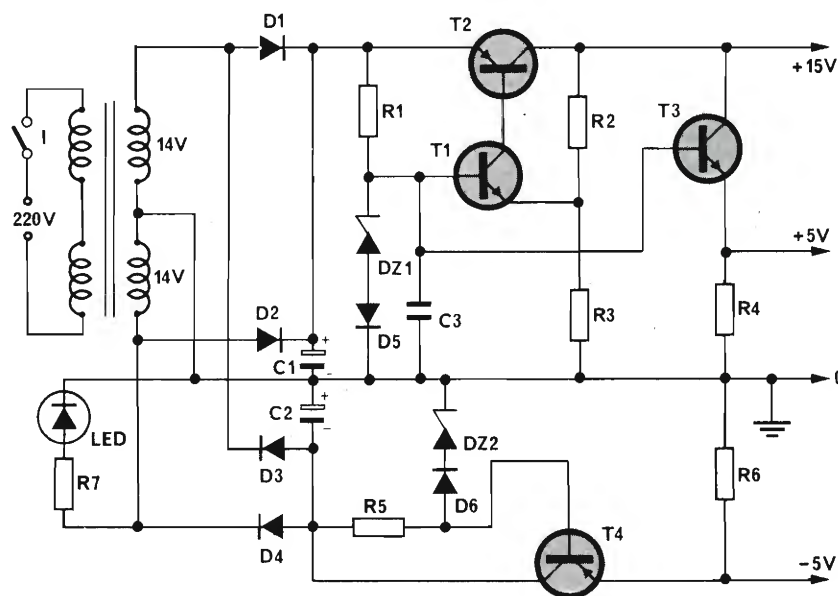 D1
T2
+15V
I
14V
R1
R2
T3
T1
220V
+5V
14V
DZ1
C3
R3
R4
D2
D5
+
C1
-
0
+
C2
-
LED
DZ2
R7
D3
D6
R6
R5
D4
T4
-5V